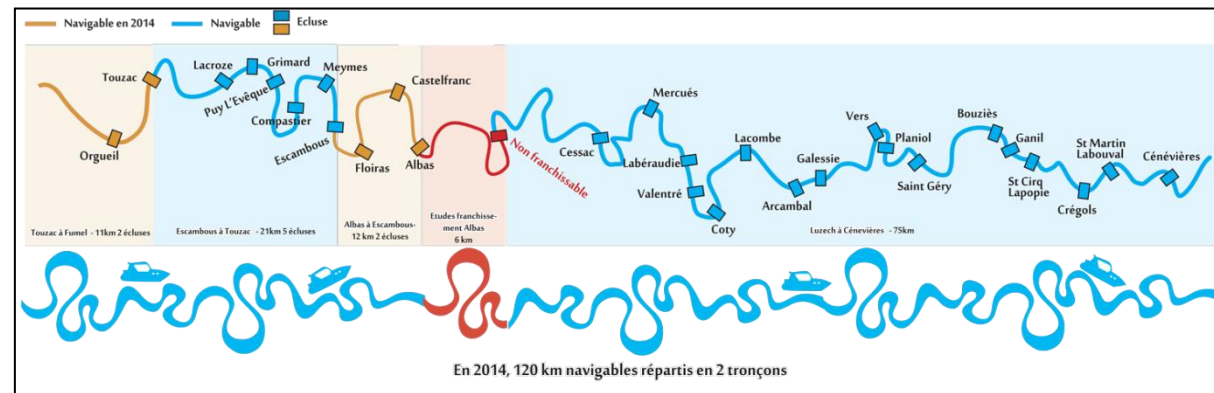 Navigable en 2014
Navigable
Ecluse
Touzac
Orgueil
Lacroze
Grimard
Puy L'Evêque
Compastier
Meymes
Escambous
Floiras
Castelfranc
Albas
Non franchissable
Cessac
Mercués
Labéraudie
Valentré
Coty
Lacombe
Arcambal
Galessie
Vers
Planiol
Saint Géry
Bouziès
Ganil
St Cirq
Lapopie
Crégols
St Martin
Labouval
Cénévières
Touzac à Fumel - 11km 2 écluses
Escambous à Touzac - 21km 5 écluses
Albas à Escambous-
12 km 2 écluses
Etudes franchisse-
ment Albas
6 km
Luzech à Cénevières - 75km
En 2014, 120 km navigables répartis en 2 tronçons